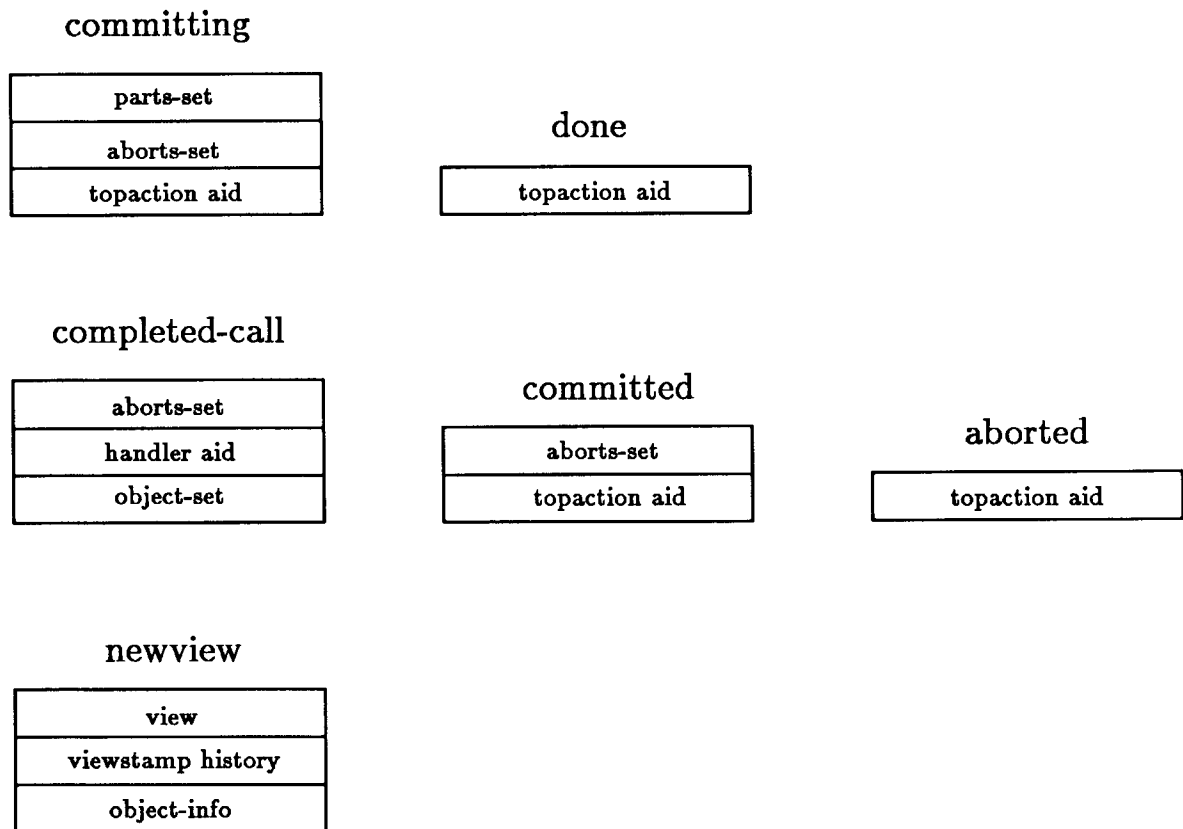 committing
parts-set
aborts-set
topaction aid
done
topaction aid
completed-call
aborts-set
handler aid
object-set
committed
aborts-set
topaction aid
aborted
topaction aid
newview
view
viewstamp history
object-info